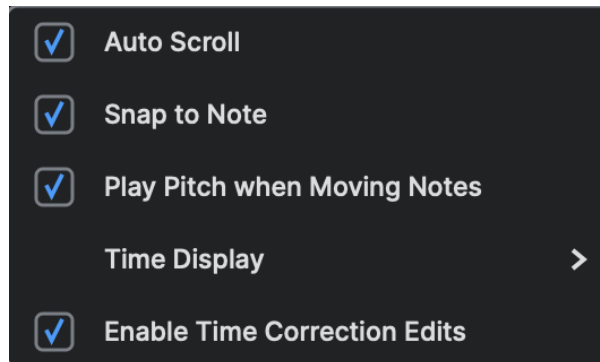 Auto Scroll
Snap to Note
Play Pitch when Moving Notes
Time Display
Enable Time Correction Edits